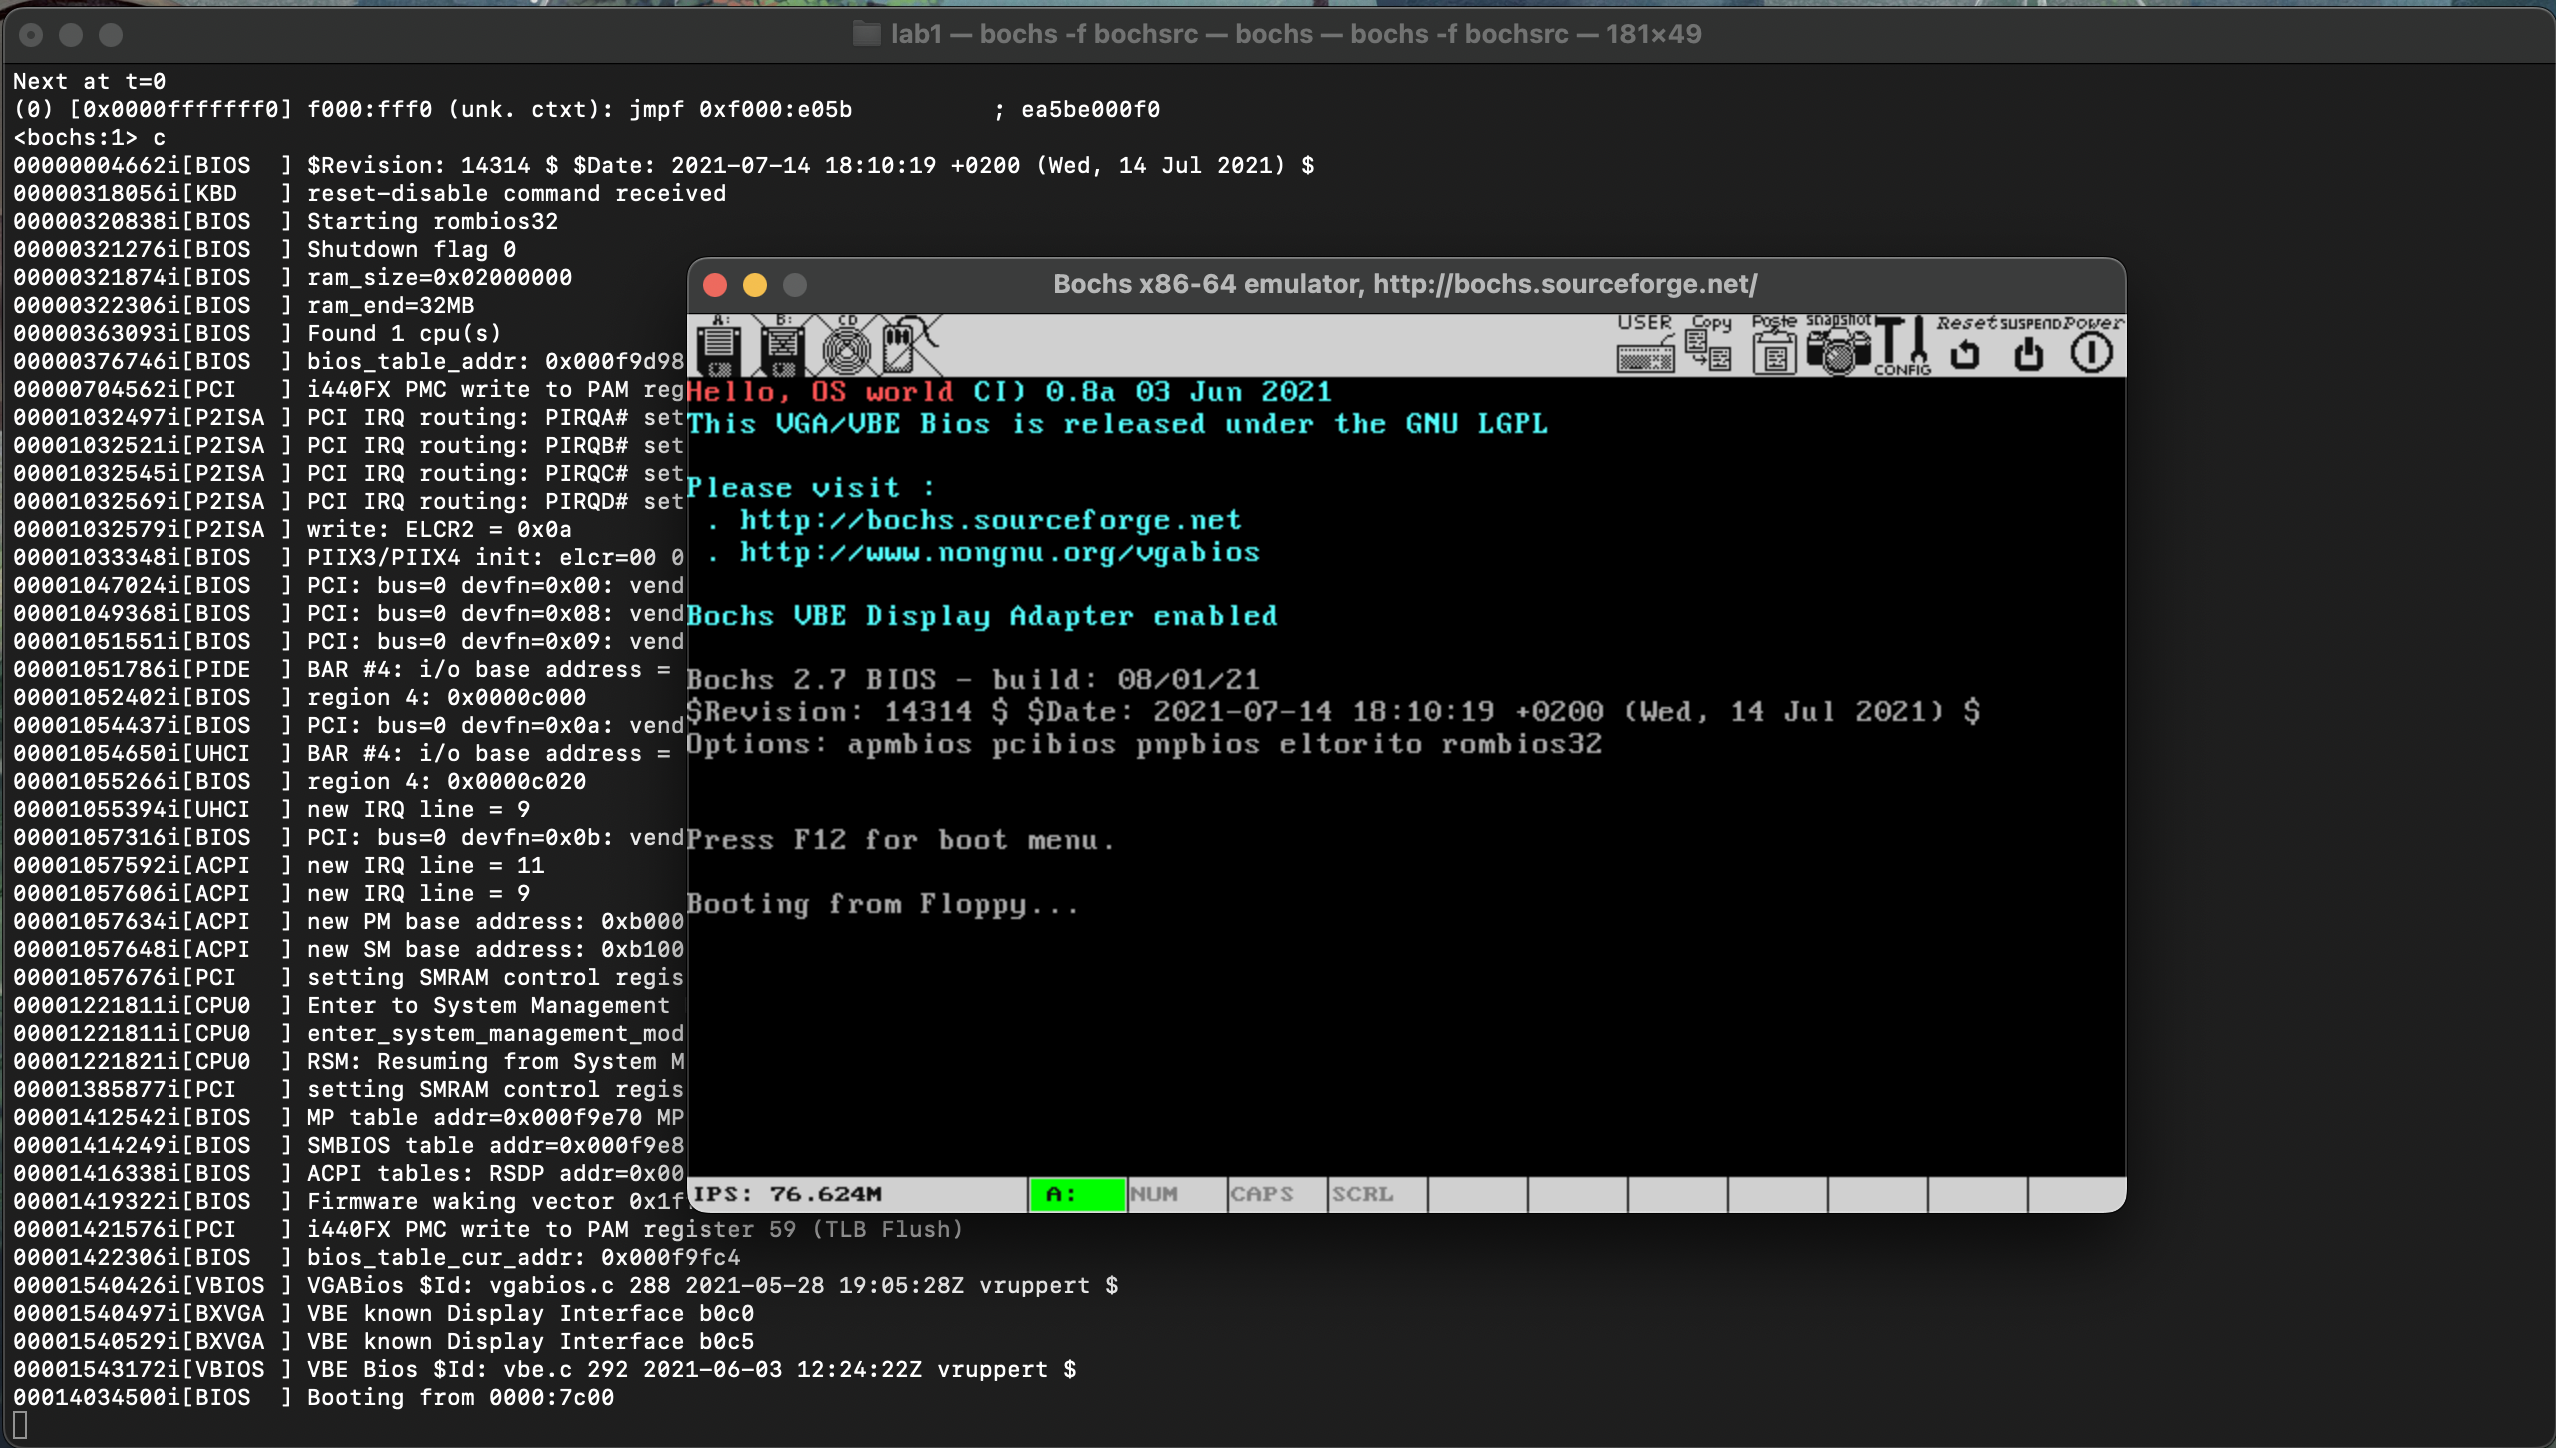 lab1 — bochs -f bochsrc — bochs — bochs -f bochsrc — 181×49
Next at t=0
(0) [0x0000fffffff0] f000:fff0 (unk. ctxt): jmpf 0xf000:e05b          ; ea5be000f0
<bochs:1> c
00000004662i[BIOS  ] $Revision: 14314 $ $Date: 2021-07-14 18:10:19 +0200 (Wed, 14 Jul 2021) $
00000318056i[KBD   ] reset-disable command received
00000320838i[BIOS  ] Starting rombios32
00000321276i[BIOS  ] Shutdown flag 0
00000321874i[BIOS  ] ram_size=0x02000000
00000322306i[BIOS  ] ram_end=32MB
00000363093i[BIOS  ] Found 1 cpu(s)
00000376746i[BIOS  ] bios_table_addr: 0x000f9d98
00000704562i[PCI   ] i440FX PMC write to PAM reg
00001032497i[P2ISA ] PCI IRQ routing: PIRQA# set
00001032521i[P2ISA ] PCI IRQ routing: PIRQB# set
00001032545i[P2ISA ] PCI IRQ routing: PIRQC# set
00001032569i[P2ISA ] PCI IRQ routing: PIRQD# set
00001032579i[P2ISA ] write: ELCR2 = 0x0a
00001033348i[BIOS  ] PIIX3/PIIX4 init: elcr=00 0
00001047024i[BIOS  ] PCI: bus=0 devfn=0x00: vend
00001049368i[BIOS  ] PCI: bus=0 devfn=0x08: vend
00001051551i[BIOS  ] PCI: bus=0 devfn=0x09: vend
00001051786i[PIDE  ] BAR #4: i/o base address =
00001052402i[BIOS  ] region 4: 0x0000c000
00001054437i[BIOS  ] PCI: bus=0 devfn=0x0a: vend
00001054650i[UHCI  ] BAR #4: i/o base address =
00001055266i[BIOS  ] region 4: 0x0000c020
00001055394i[UHCI  ] new IRQ line = 9
00001057316i[BIOS  ] PCI: bus=0 devfn=0x0b: vend
00001057592i[ACPI  ] new IRQ line = 11
00001057606i[ACPI  ] new IRQ line = 9
00001057634i[ACPI  ] new PM base address: 0xb000
00001057648i[ACPI  ] new SM base address: 0xb100
00001057676i[PCI   ] setting SMRAM control regis
00001221811i[CPU0  ] Enter to System Management
00001221811i[CPU0  ] enter_system_management_mod
00001221821i[CPU0  ] RSM: Resuming from System M
00001385877i[PCI   ] setting SMRAM control regis
00001412542i[BIOS  ] MP table addr=0x000f9e70 MP
00001414249i[BIOS  ] SMBIOS table addr=0x000f9e8
00001416338i[BIOS  ] ACPI tables: RSDP addr=0x00
00001419322i[BIOS  ] Firmware waking vector 0x1f
00001421576i[PCI   ] i440FX PMC write to PAM register 59 (TLB Flush)
00001422306i[BIOS  ] bios_table_cur_addr: 0x000f9fc4
00001540426i[VBIOS ] VGABios $Id: vgabios.c 288 2021-05-28 19:05:28Z vruppert $
00001540497i[BXVGA ] VBE known Display Interface b0c0
00001540529i[BXVGA ] VBE known Display Interface b0c5
00001543172i[VBIOS ] VBE Bios $Id: vbe.c 292 2021-06-03 12:24:22Z vruppert $
00014034500i[BIOS  ] Booting from 0000:7c00
Bochs x86-64 emulator, http://bochs.sourceforge.net/
A: B: CD USER Copy Paste snapshot CONFIG Reset SUSPEND Power
Hello, OS world CI) 0.8a 03 Jun 2021
This VGA/VBE Bios is released under the GNU LGPL
Please visit :
. http://bochs.sourceforge.net
. http://www.nongnu.org/vgabios
Bochs VBE Display Adapter enabled
Bochs 2.7 BIOS - build: 08/01/21
$Revision: 14314 $ $Date: 2021-07-14 18:10:19 +0200 (Wed, 14 Jul 2021) $
Options: apmbios pcibios pnpbios eltorito rombios32
Press F12 for boot menu.
Booting from Floppy...
IPS: 76.624M A: NUM CAPS SCRL